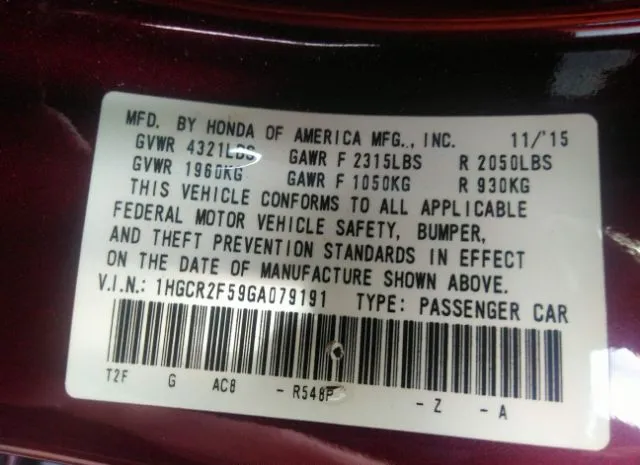 MFD. BY HONDA OF AMERICA MFG., INC. 11/'15
GVWR 4321LBS GAWR F 2315LBS R 2050LBS
GVWR 1960KG GAWR F 1050KG R 930KG
THIS VEHICLE CONFORMS TO ALL APPLICABLE
FEDERAL MOTOR VEHICLE SAFETY, BUMPER,
AND THEFT PREVENTION STANDARDS IN EFFECT
ON THE DATE OF MANUFACTURE SHOWN ABOVE.
V.I.N.: 1HGCR2F59GA079191 TYPE: PASSENGER CAR
T2F G AC8 - R548P - Z - A